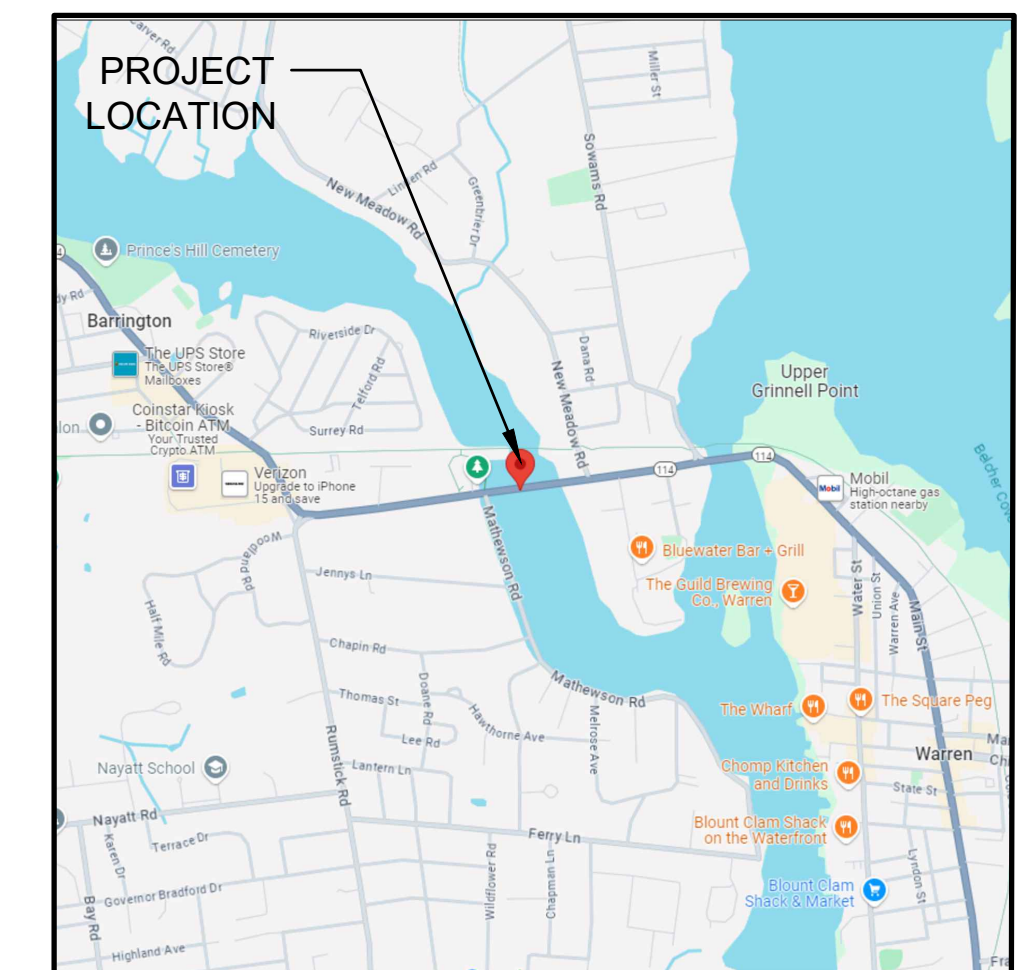 PROJECT
LOCATION
Carver Rd
Miller St
Sowams Rd
Linden Rd
Greenbrier Dr
New Meadow Rd
Prince's Hill Cemetery
Barrington
Riverside Dr
The UPS Store
The UPS Store®
Mailboxes
Telford Rd
Dana Rd
New Meadow Rd
Upper
Grinnell Point
Coinstar Kiosk
- Bitcoin ATM
Your Trusted
Crypto ATM
Surrey Rd
114
114
Belcher Cove
Verizon
Upgrade to iPhone
15 and save
Mobil
Mobil
High-octane gas
station nearby
Woodland Rd
Mathewson Rd
Bluewater Bar + Grill
Jennys Ln
The Guild Brewing
Co., Warren
Water St
Union St
Warren Ave
Main St
Half Mile Rd
Chapin Rd
Thomas St
Doane Rd
Mathewson Rd
Hawthorne Ave
Melrose Ave
The Wharf
The Square Peg
Lee Rd
Rumstick Rd
Lantern Ln
Warren
Nayatt School
Chomp Kitchen
and Drinks
State St
Nayatt Rd
Blount Clam Shack
on the Waterfront
Ferry Ln
Terrace Dr
Karen Dr
Wildflower Rd
Chapman Ln
Lyndon St
Blount Clam
Shack & Market
Governor Bradford Dr
Bay Rd
Highland Ave